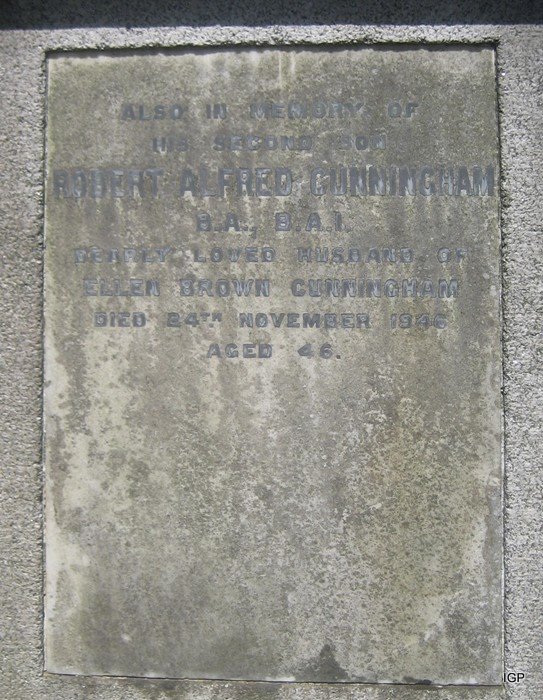 ALSO IN MEMORY OF
HIS SECOND SON
ROBERT ALFRED CUNNINGHAM
B.A., B.A.I.
DEARLY LOVED HUSBAND OF
ELLEN BROWN CUNNINGHAM
DIED 24TH NOVEMBER 1946
AGED 46.
IGP